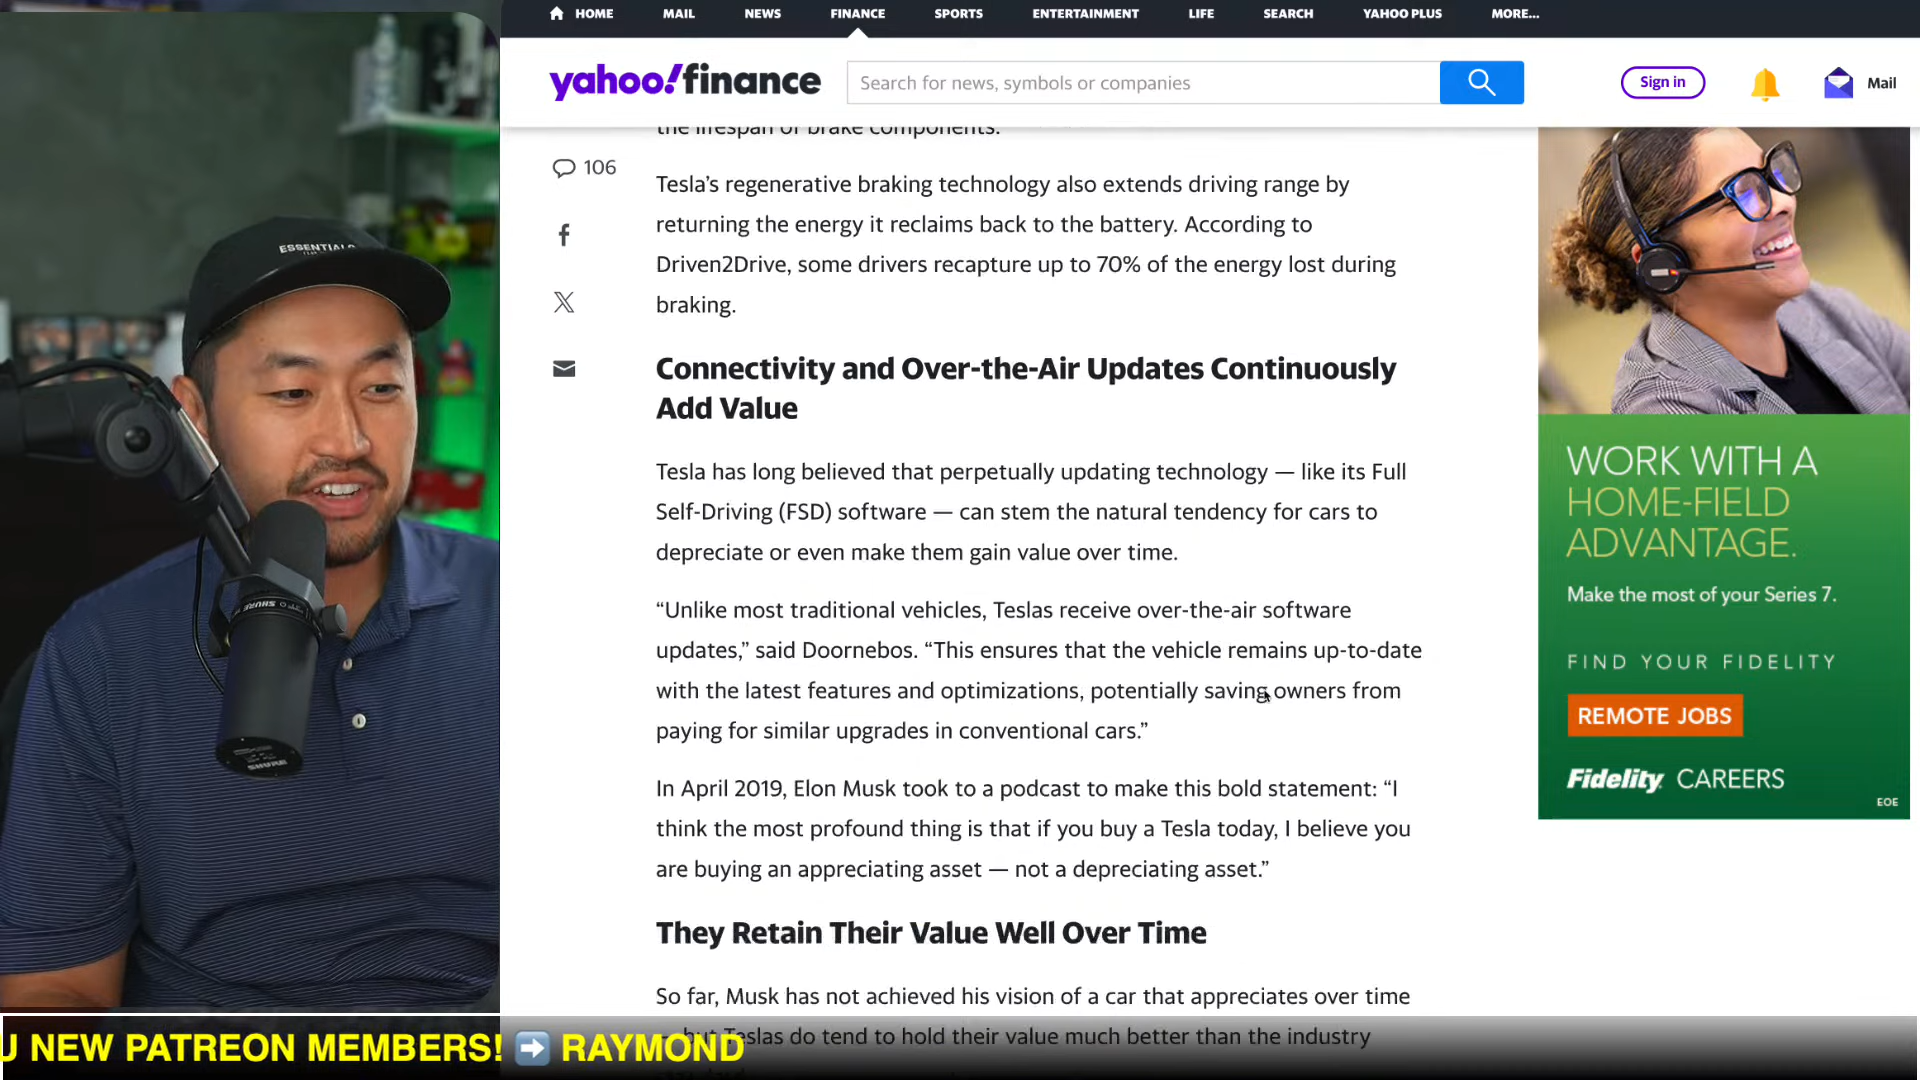 HOME MAIL NEWS FINANCE SPORTS ENTERTAINMENT LIFE SEARCH YAHOO PLUS MORE...
yahoo!finance
Search for news, symbols or companies
Sign in
Mail
the lifespan of brake components.
106
Tesla’s regenerative braking technology also extends driving range by
returning the energy it reclaims back to the battery. According to
Driven2Drive, some drivers recapture up to 70% of the energy lost during
braking.
Connectivity and Over-the-Air Updates Continuously
Add Value
Tesla has long believed that perpetually updating technology — like its Full
Self-Driving (FSD) software — can stem the natural tendency for cars to
depreciate or even make them gain value over time.
“Unlike most traditional vehicles, Teslas receive over-the-air software
updates,” said Doornebos. “This ensures that the vehicle remains up-to-date
with the latest features and optimizations, potentially saving owners from
paying for similar upgrades in conventional cars.”
In April 2019, Elon Musk took to a podcast to make this bold statement: “I
think the most profound thing is that if you buy a Tesla today, I believe you
are buying an appreciating asset — not a depreciating asset.”
They Retain Their Value Well Over Time
So far, Musk has not achieved his vision of a car that appreciates over time
— but Teslas do tend to hold their value much better than the industry
WORK WITH A
HOME-FIELD
ADVANTAGE.
Make the most of your Series 7.
FIND YOUR FIDELITY
REMOTE JOBS
Fidelity CAREERS
EOE
ESSENTIALS
SHURE
SHURE
U NEW PATREON MEMBERS! ➡️ RAYMOND